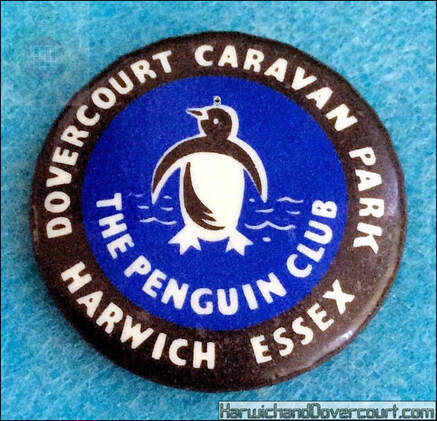 DOVERCOURT CARAVAN PARK
THE PENGUIN CLUB
HARWICH ESSEX
HarwichandDovercourt.com